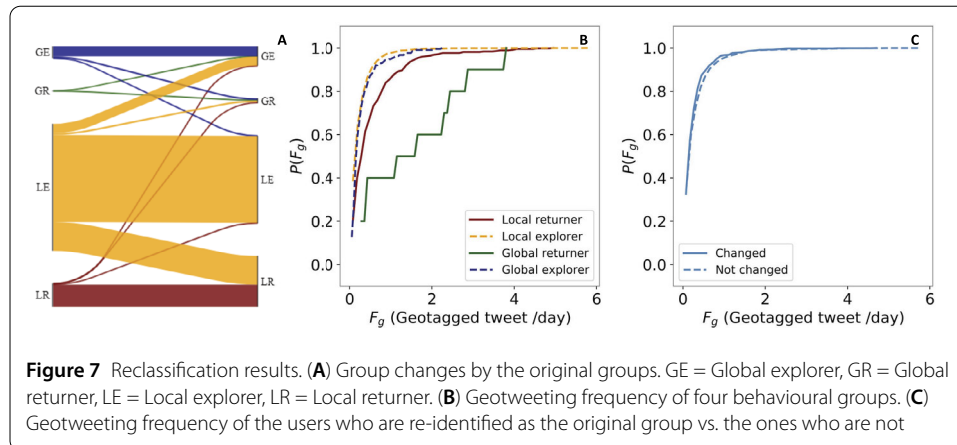 A
GE
GR
LE
LR
GE
GR
LE
LR
B
1.0
0.8
0.6
0.4
0.2
0.0
P(F_g)
Local returner
Local explorer
Global returner
Global explorer
0 2 4 6
F_g (Geotagged tweet /day)
C
1.0
0.8
0.6
0.4
0.2
0.0
P(F_g)
Changed
Not changed
0 2 4 6
F_g (Geotagged tweet /day)
Figure 7 Reclassification results. (A) Group changes by the original groups. GE = Global explorer, GR = Global
returner, LE = Local explorer, LR = Local returner. (B) Geotweeting frequency of four behavioural groups. (C)
Geotweeting frequency of the users who are re-identified as the original group vs. the ones who are not